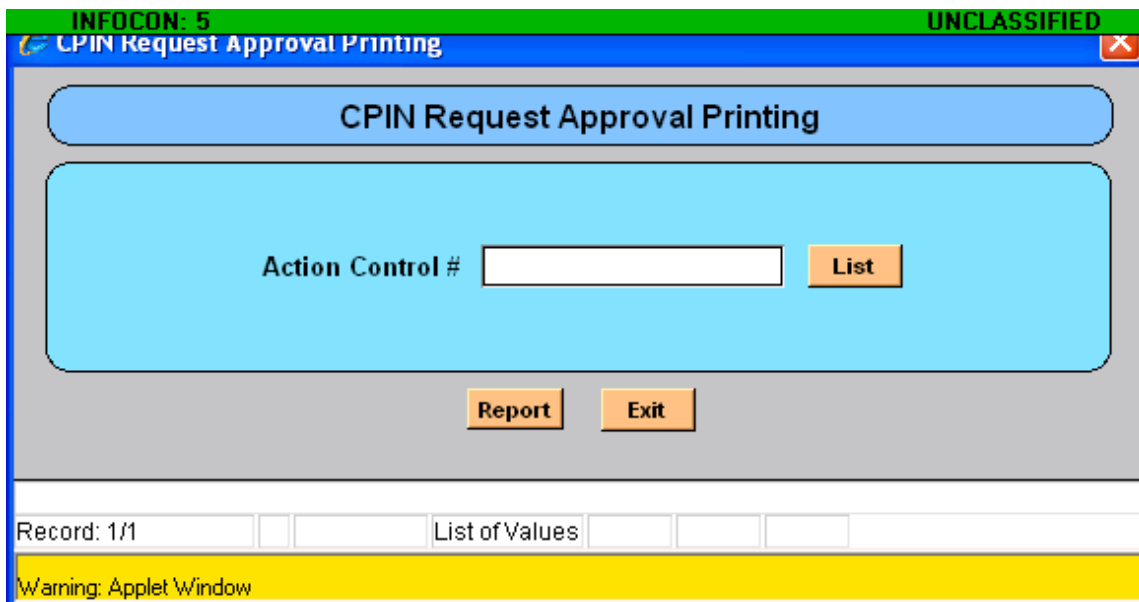 INFOCON: 5 UNCLASSIFIED
CPIN Request Approval Printing
CPIN Request Approval Printing
Action Control # List
Report Exit
Record: 1/1 List of Values
Warning: Applet Window